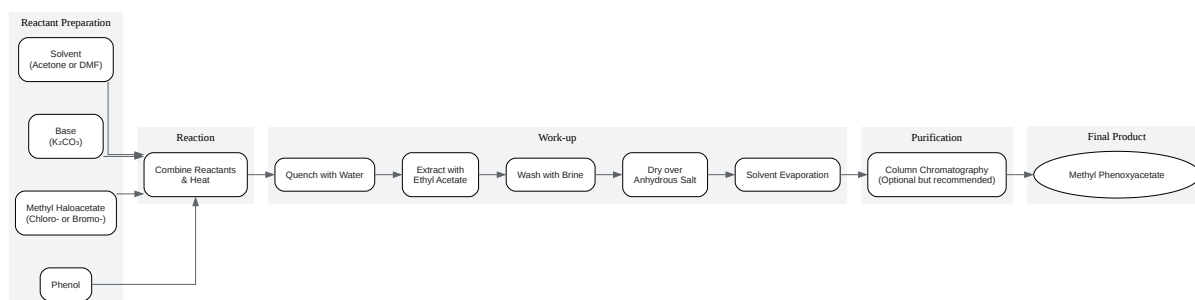 Reactant Preparation
Solvent
(Acetone or DMF)
Base
(K₂CO₃)
Methyl Haloacetate
(Chloro- or Bromo-)
Phenol
Reaction
Combine Reactants
& Heat
Work-up
Quench with Water
Extract with
Ethyl Acetate
Wash with Brine
Dry over
Anhydrous Salt
Solvent Evaporation
Purification
Column Chromatography
(Optional but recommended)
Final Product
Methyl Phenoxyacetate